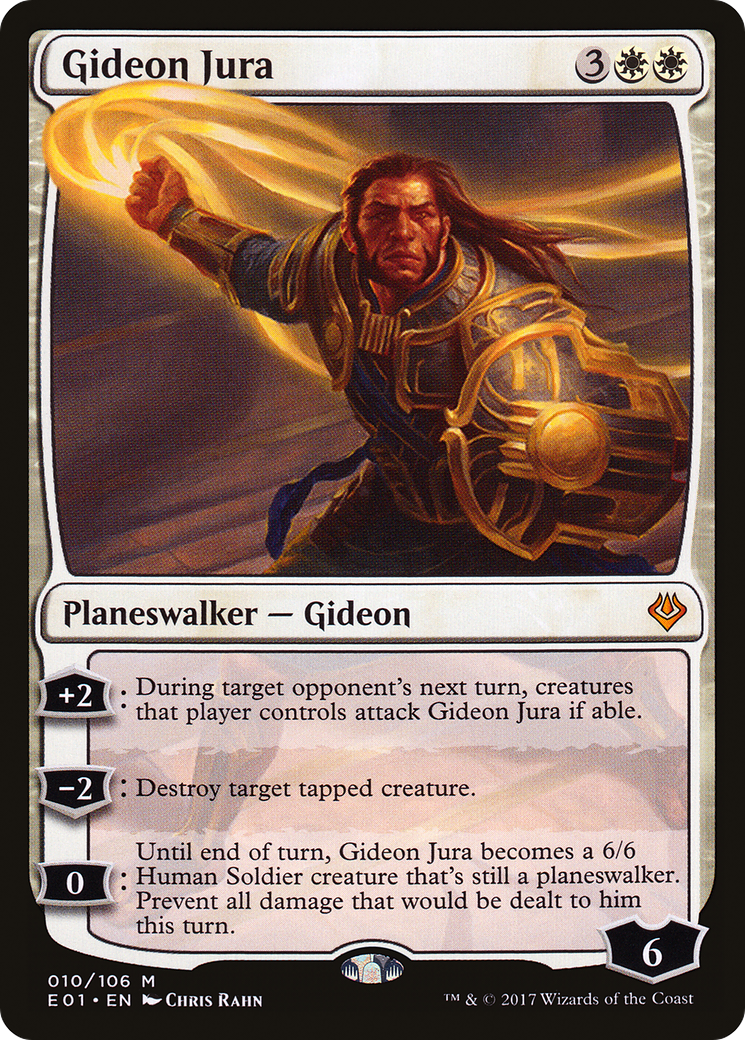 Gideon Jura 3
Planeswalker — Gideon
+2 : During target opponent's next turn, creatures
that player controls attack Gideon Jura if able.
−2 : Destroy target tapped creature.
Until end of turn, Gideon Jura becomes a 6/6
0 : Human Soldier creature that's still a planeswalker.
Prevent all damage that would be dealt to him
this turn.
6
010/106 M
E01 • EN Chris Rahn ™ & © 2017 Wizards of the Coast